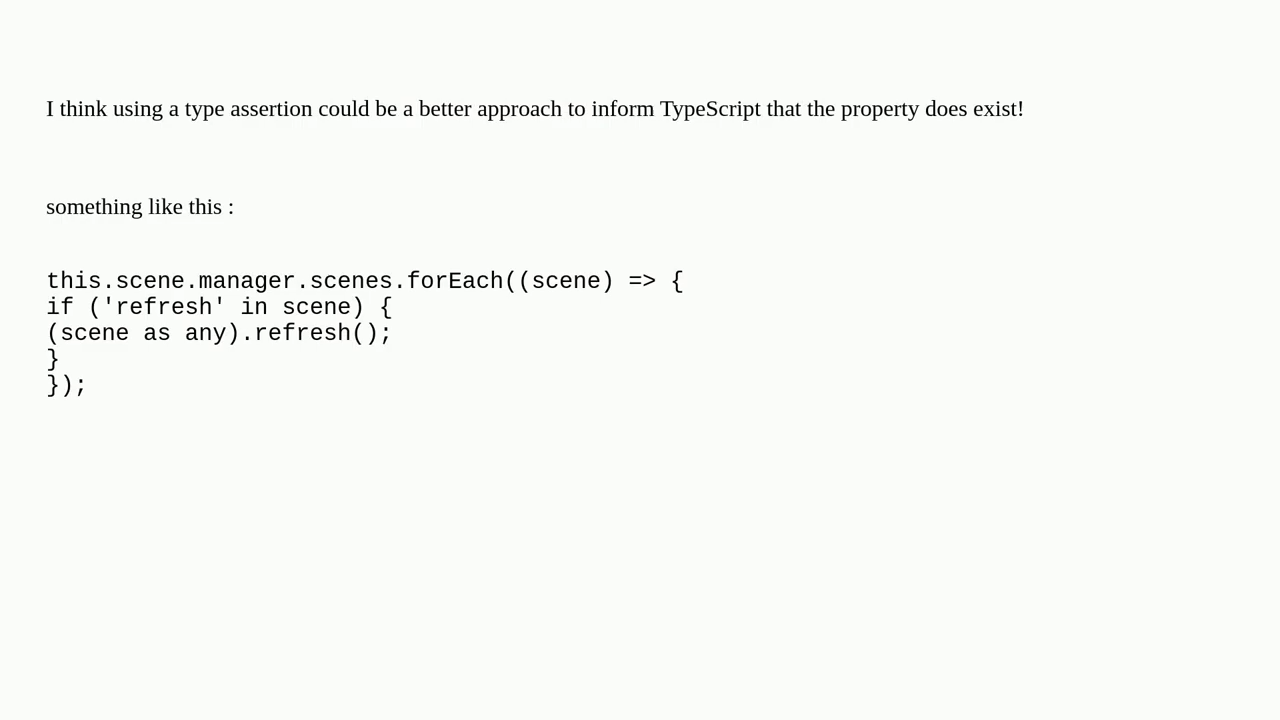 I think using a type assertion could be a better approach to inform TypeScript that the property does exist!
something like this :
this.scene.manager.scenes.forEach((scene) => {
if ('refresh' in scene) {
(scene as any).refresh();
}
});